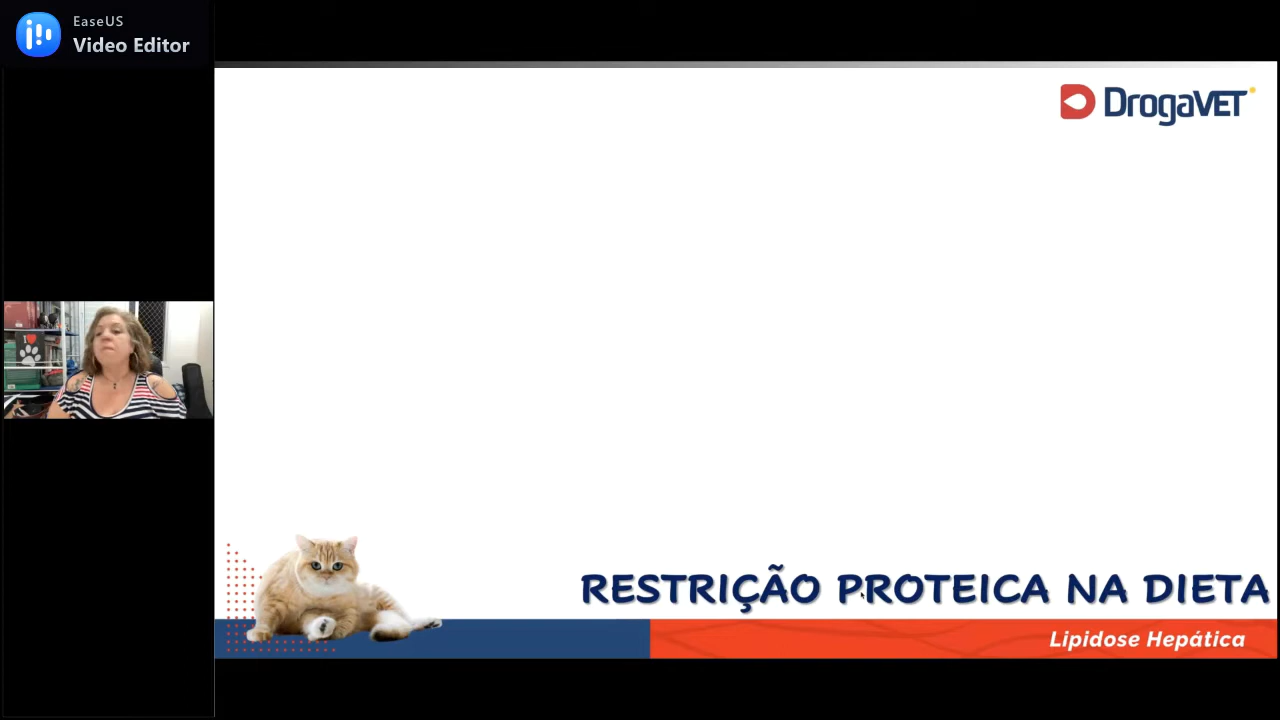 EaseUS
Video Editor
DrogaVET
I
RESTRIÇÃO PROTEICA NA DIETA
Lipidose Hepática